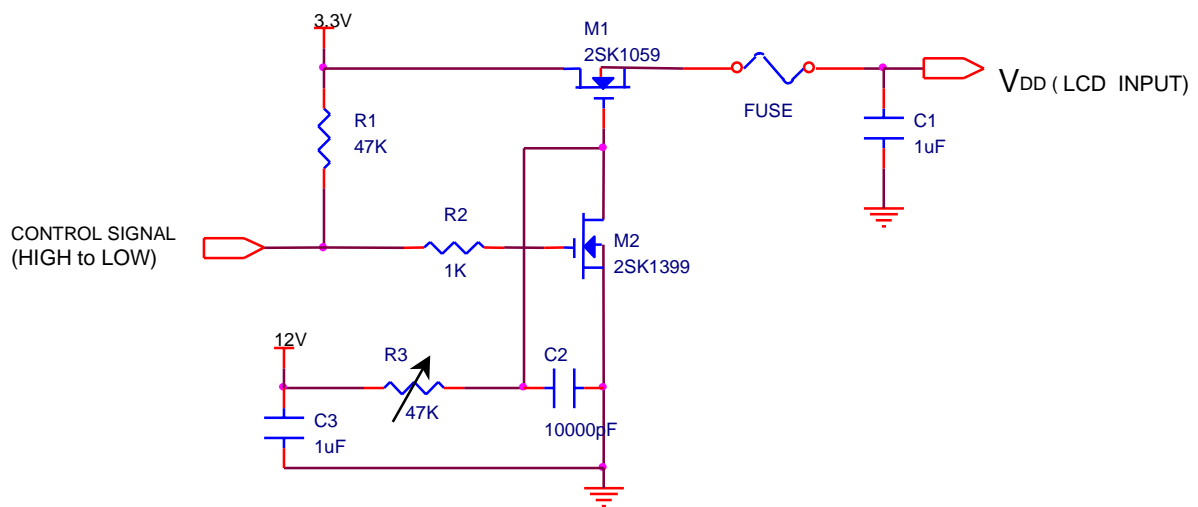 3.3V
M1
2SK1059
FUSE
VDD ( LCD INPUT)
R1
47K
C1
1uF
CONTROL SIGNAL
(HIGH to LOW)
R2
1K
M2
2SK1399
12V
R3
47K
C2
10000pF
C3
1uF